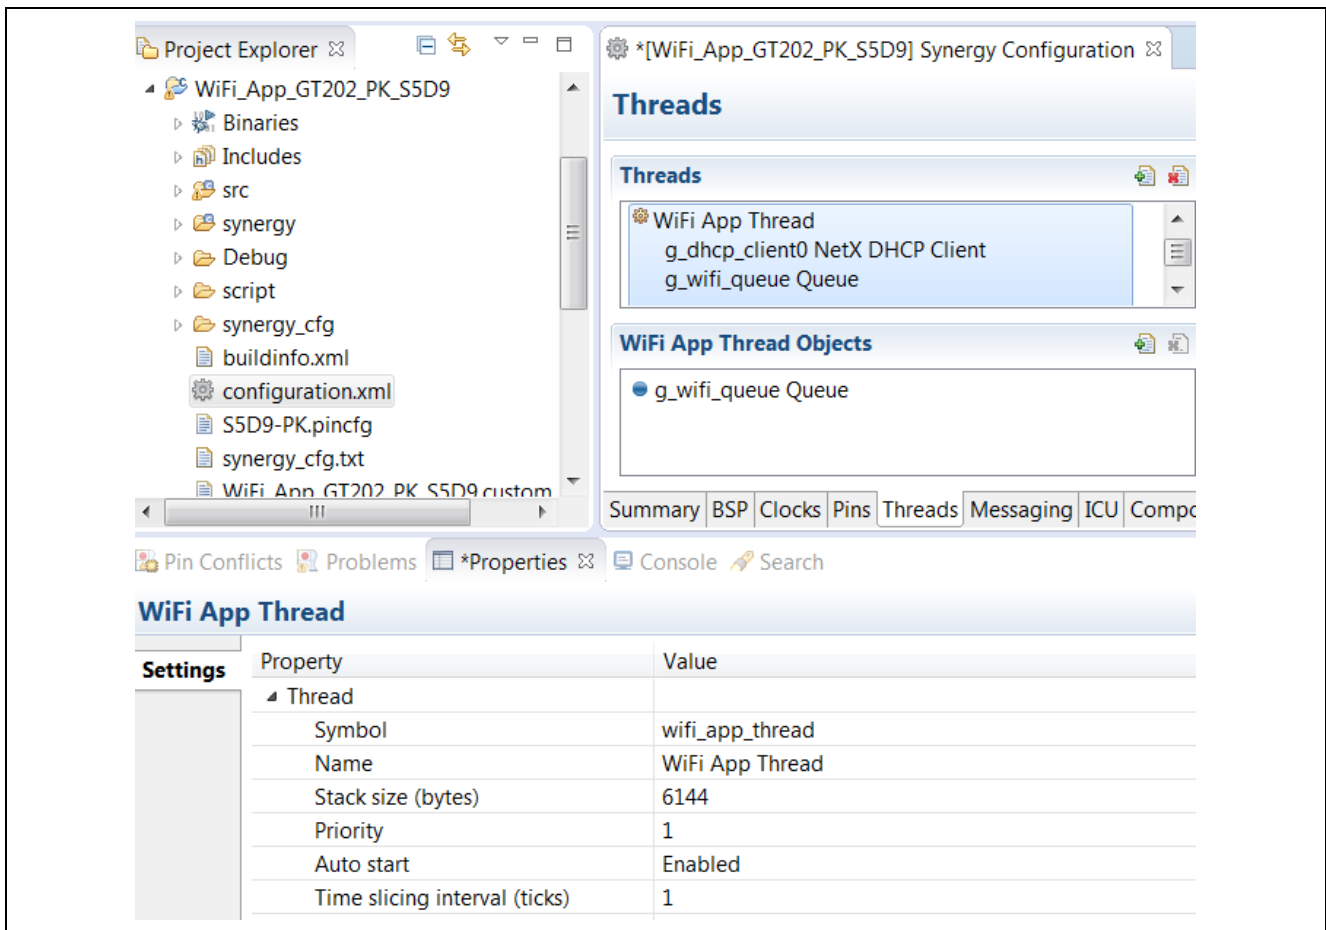 Project Explorer
WiFi_App_GT202_PK_S5D9
Binaries
Includes
src
synergy
Debug
script
synergy_cfg
buildinfo.xml
configuration.xml
S5D9-PK.pincfg
synergy_cfg.txt
WiFi_App_GT202_PK_S5D9.custom
*[WiFi_App_GT202_PK_S5D9] Synergy Configuration
Threads
Threads
WiFi App Thread
g_dhcp_client0 NetX DHCP Client
g_wifi_queue Queue
WiFi App Thread Objects
g_wifi_queue Queue
Summary BSP Clocks Pins Threads Messaging ICU Compo
Pin Conflicts Problems *Properties Console Search
WiFi App Thread
Settings
Property Value
Thread
Symbol wifi_app_thread
Name WiFi App Thread
Stack size (bytes) 6144
Priority 1
Auto start Enabled
Time slicing interval (ticks) 1